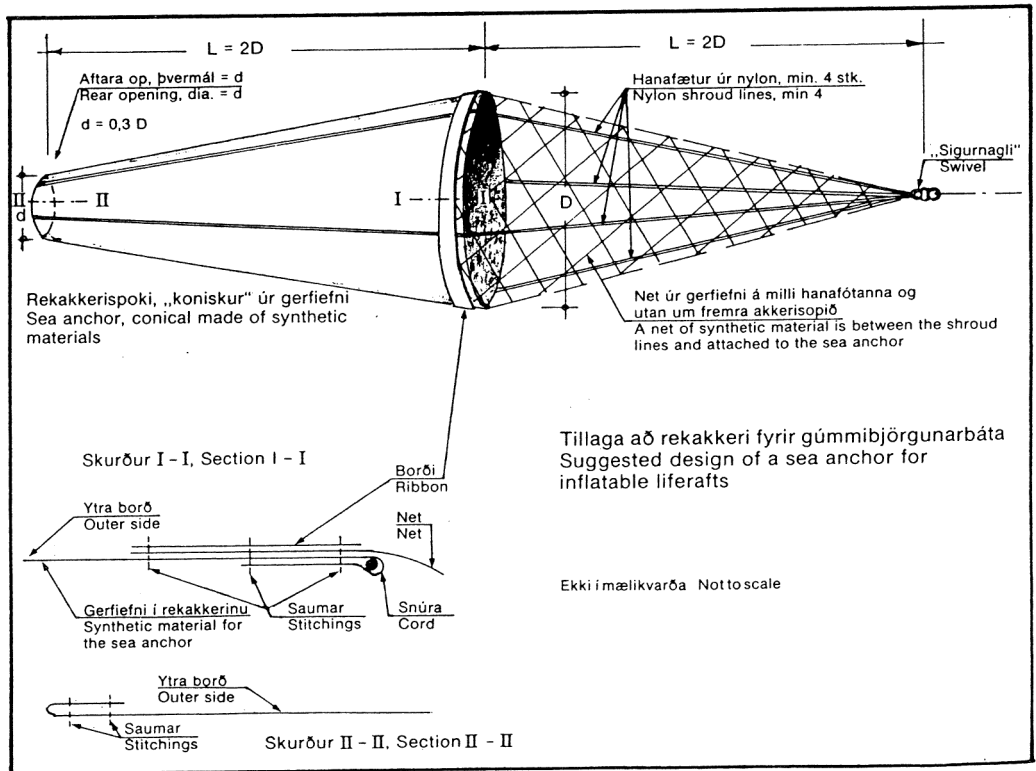 L = 2D
L = 2D
Aftara op, þvermál = d
Rear opening, dia. = d
d = 0,3 D
Hanafætur úr nylon, min. 4 stk.
Nylon shroud lines, min 4
„Sigurnagli"
Swivel
II
d
II
I
I
D
Rekakkerispoki, „koniskur" úr gerfiefni
Sea anchor, conical made of synthetic
materials
Net úr gerfiefni á milli hanafótanna og
utan um fremra akkerisopið
A net of synthetic material is between the shroud
lines and attached to the sea anchor
Tillaga að rekakkeri fyrir gúmmibjörgunarbáta
Suggested design of a sea anchor for
inflatable liferafts
Skurður I – I, Section I – I
Borði
Ribbon
Ytra borð
Outer side
Net
Net
Gerfiefni í rekakkerinu
Synthetic material for
the sea anchor
Saumar
Stitchings
Snúra
Cord
Ekki í mælikvarða Not to scale
Ytra borð
Outer side
Saumar
Stitchings
Skurður II – II, Section II – II